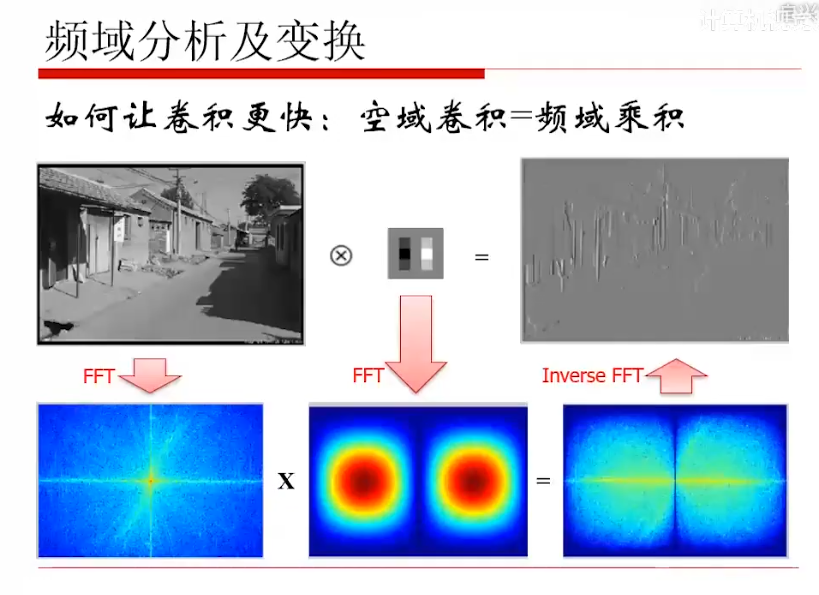 频域分析及变换
如何让卷积更快：空域卷积=频域乘积
⊗ =
FFT FFT Inverse FFT
X =